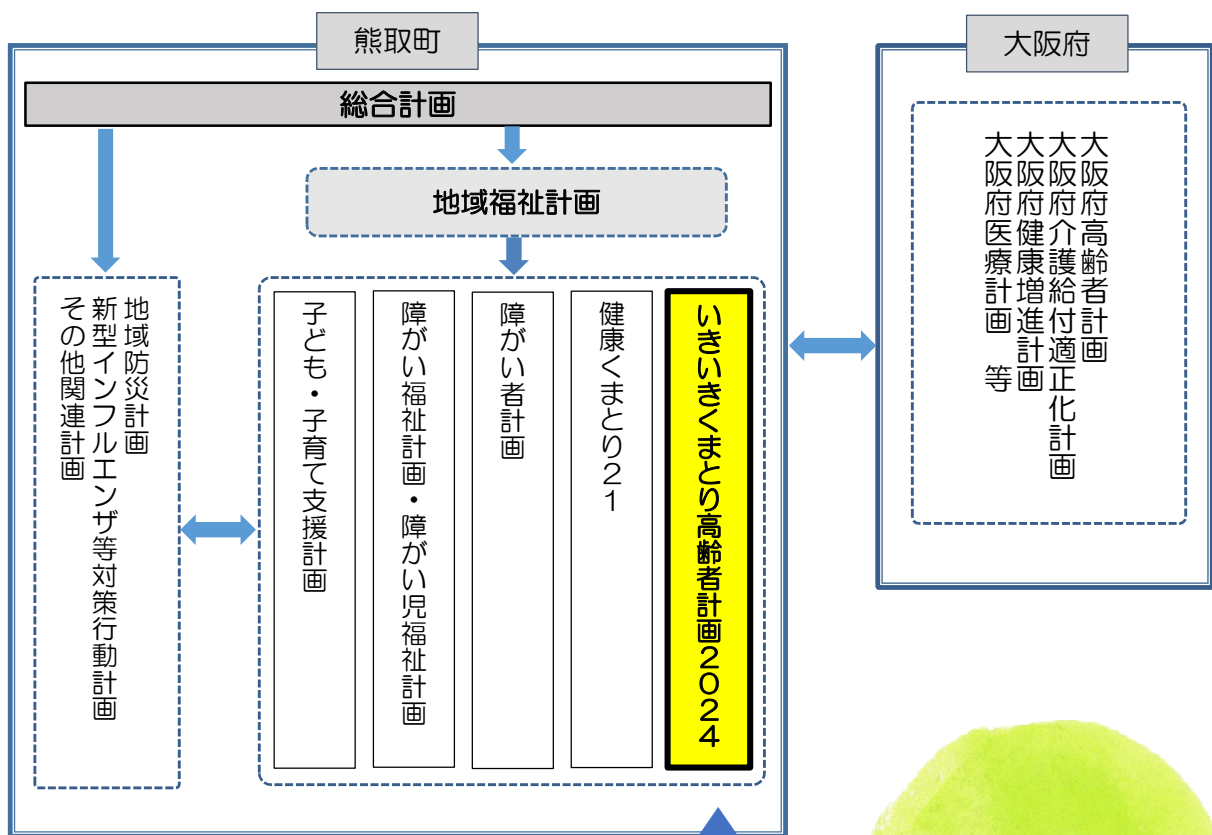 熊取町
総合計画
地域福祉計画
いきいきくまとり高齢者計画2024
健康くまとり21
障がい者計画
障がい福祉計画・障がい児福祉計画
子ども・子育て支援計画
地域防災計画
新型インフルエンザ等対策行動計画
その他関連計画
大阪府
大阪府高齢者計画
大阪府介護給付適正化計画
大阪府健康増進計画
大阪府医療計画 等